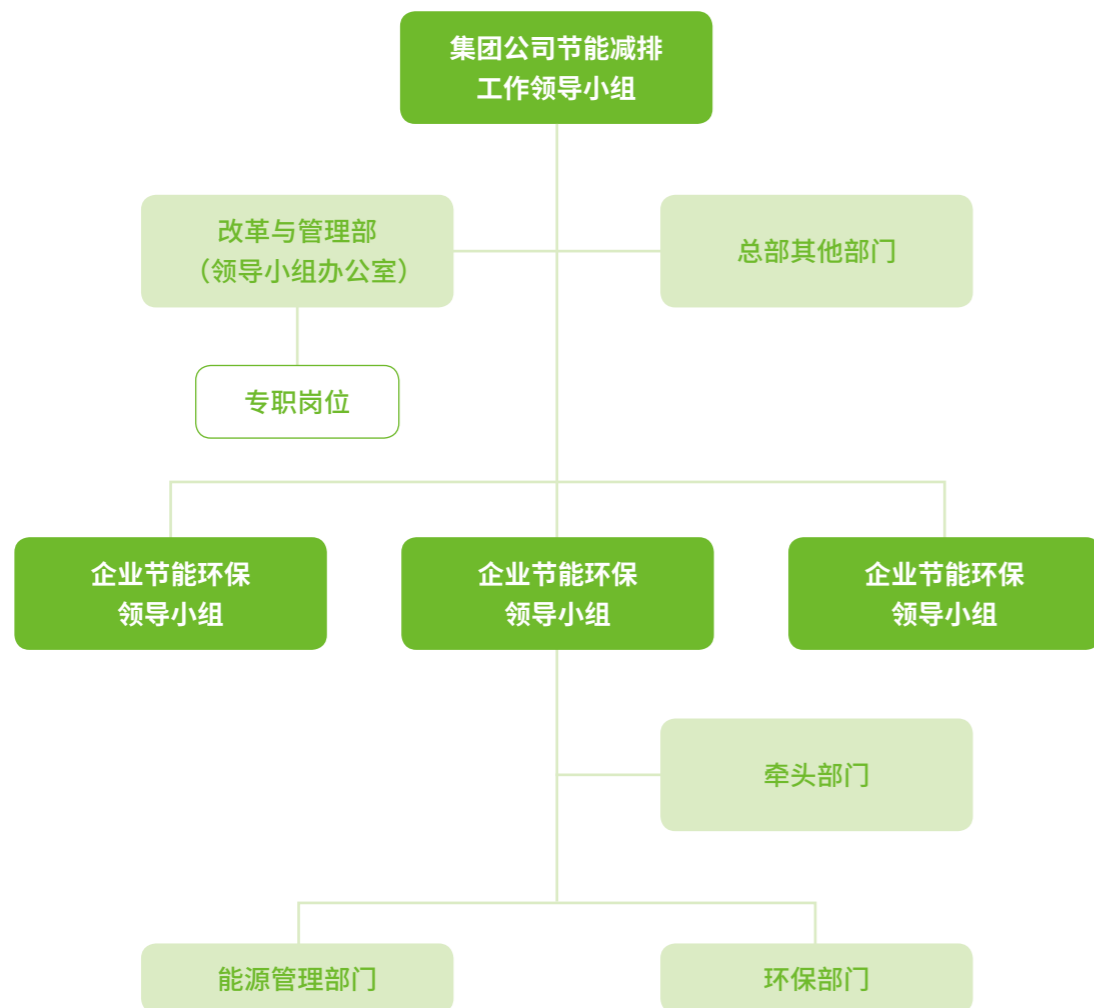 集团公司节能减排
工作领导小组
改革与管理部
（领导小组办公室）
总部其他部门
专职岗位
企业节能环保
领导小组
企业节能环保
领导小组
企业节能环保
领导小组
牵头部门
能源管理部门
环保部门